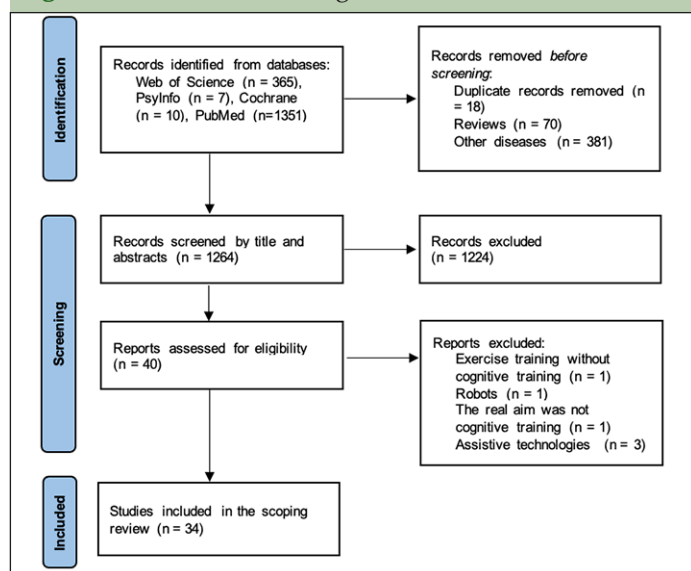 Identification
Records identified from databases:
Web of Science (n = 365),
PsyInfo (n = 7), Cochrane
(n = 10), PubMed (n=1351)
Records removed before
screening:
Duplicate records removed (n
= 18)
Reviews (n = 70)
Other diseases (n = 381)
Screening
Records screened by title and
abstracts (n = 1264)
Records excluded
(n = 1224)
Reports assessed for eligibility
(n = 40)
Reports excluded:
Exercise training without
cognitive training (n = 1)
Robots (n = 1)
The real aim was not
cognitive training (n = 1)
Assistive technologies (n = 3)
Included
Studies included in the scoping
review (n = 34)